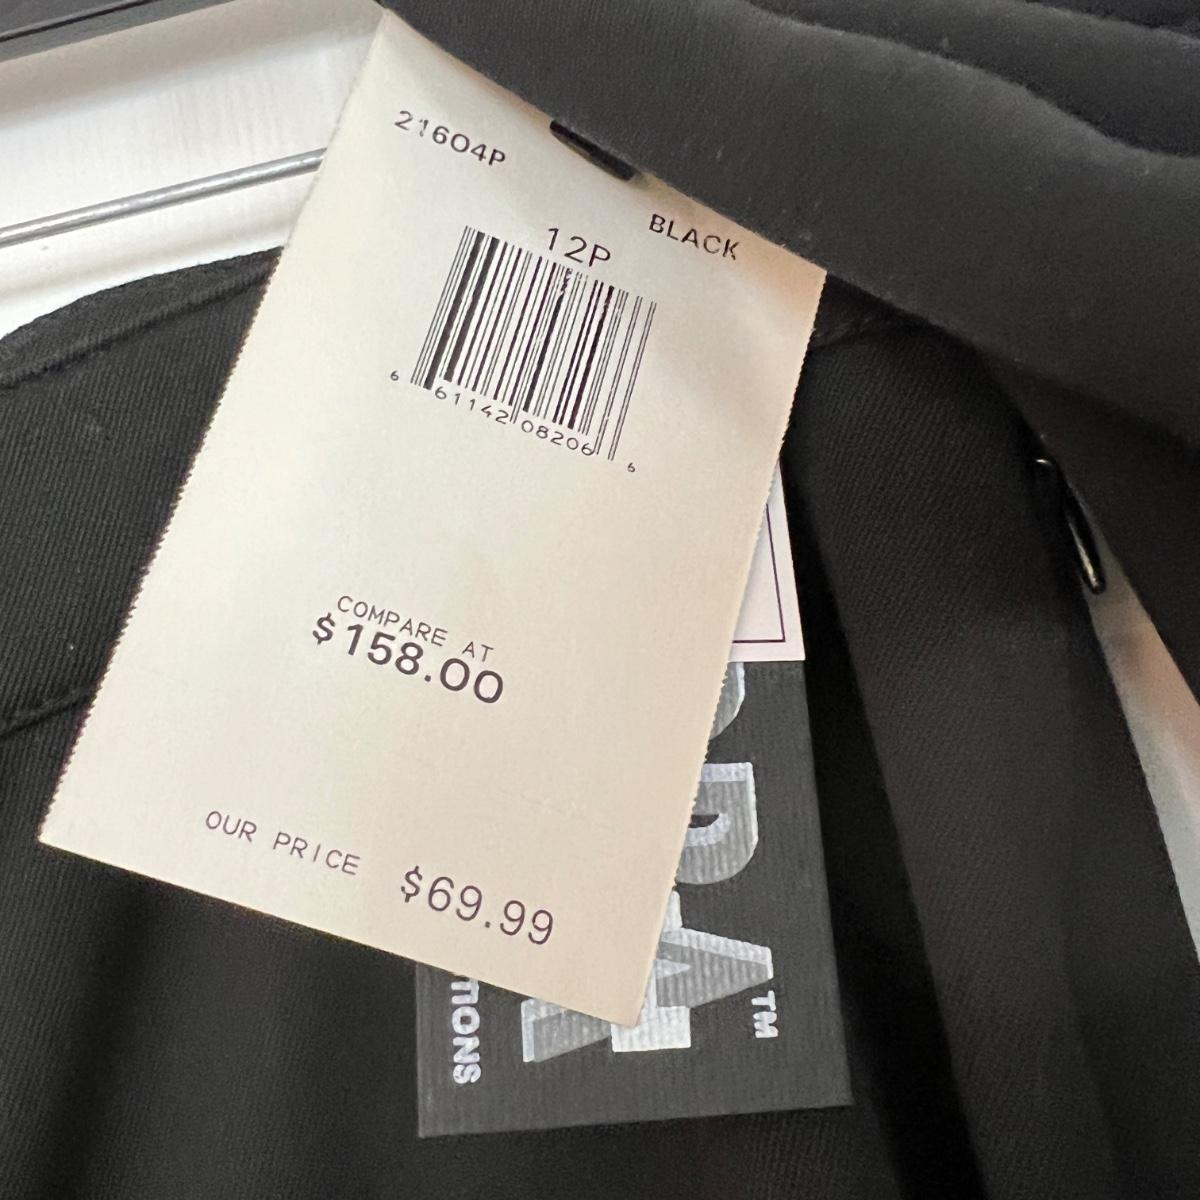 21604P
BLACK
12P
6 61142 08206 6
COMPARE AT
$158.00
OUR PRICE $69.99
TM